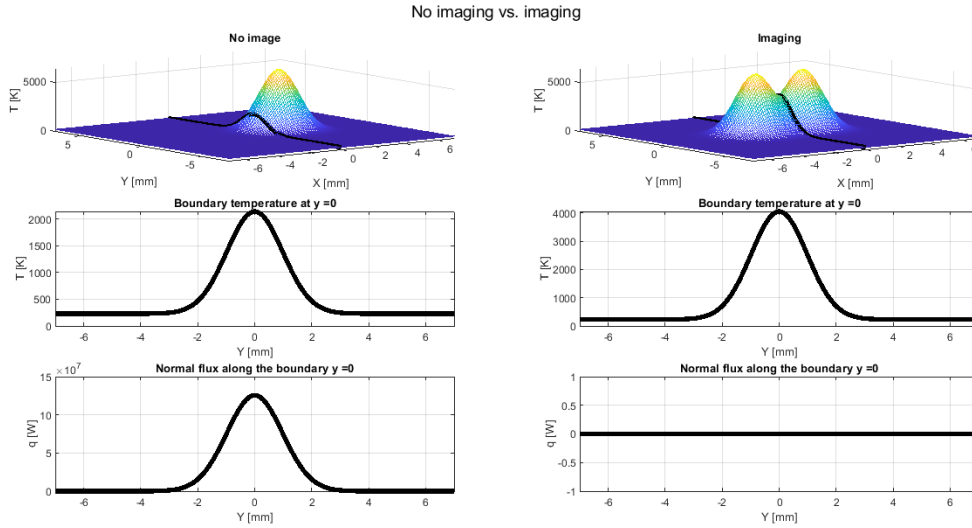 No imaging vs. imaging
No image
T [K]
5000
0
5
0
-5
Y [mm]
-6
-4
-2
0
2
4
6
X [mm]
Imaging
T [K]
5000
0
5
0
-5
Y [mm]
-6
-4
-2
0
2
4
6
X [mm]
Boundary temperature at y =0
T [K]
2000
1500
1000
500
0
-6 -4 -2 0 2 4 6
Y [mm]
Boundary temperature at y =0
T [K]
4000
3000
2000
1000
0
-6 -4 -2 0 2 4 6
Y [mm]
Normal flux along the boundary y =0
×10⁷
q [W]
15
10
5
0
-6 -4 -2 0 2 4 6
Y [mm]
Normal flux along the boundary y =0
q [W]
1
0.5
0
-0.5
-1
-6 -4 -2 0 2 4 6
Y [mm]